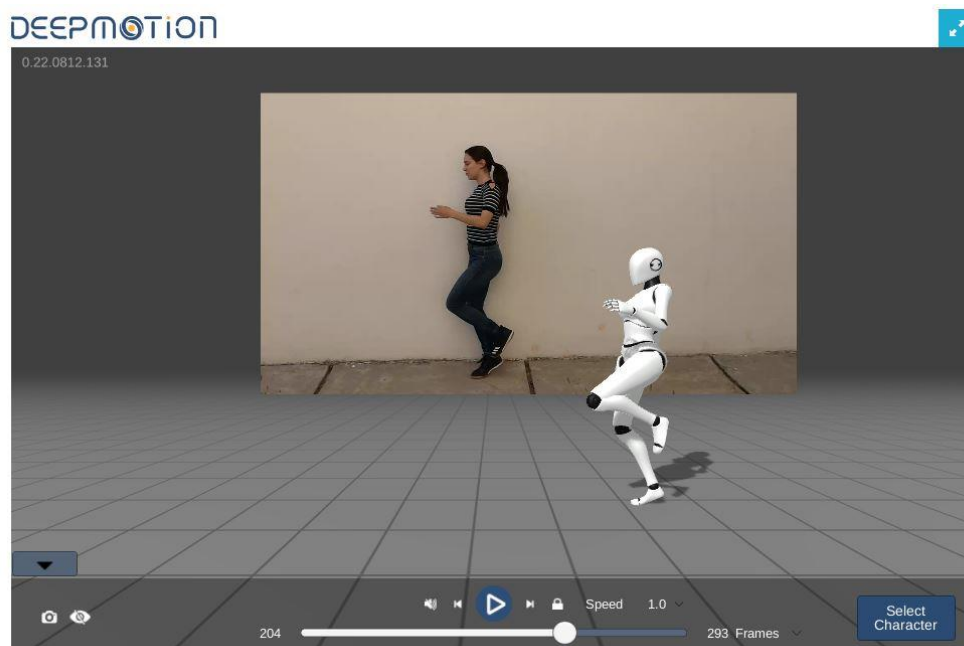 DEEPMOTION
0.22.0812.131
Speed 1.0
Select
Character
204
293 Frames